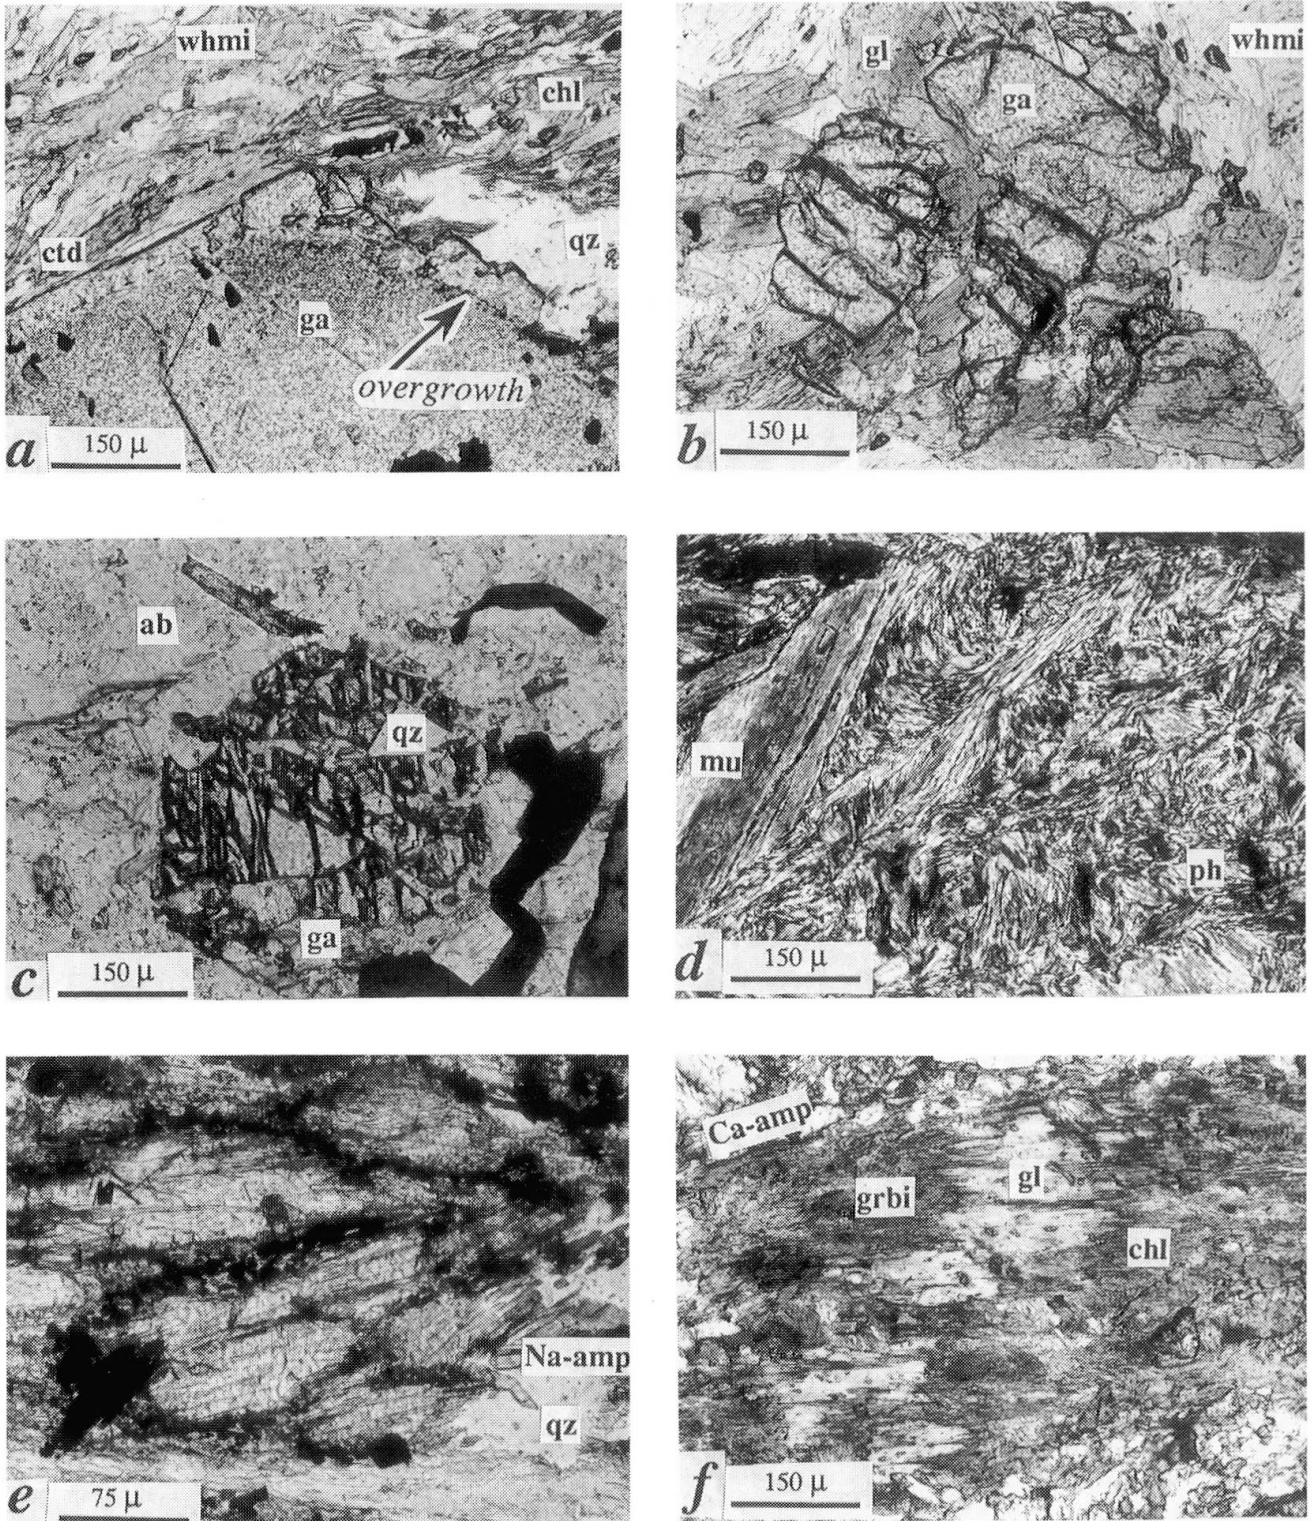 whmi
chl
ctd
qz
ga
overgrowth
a
150 µ
gl
whmi
ga
b
150 µ
ab
qz
ga
c
150 µ
mu
ph
d
150 µ
Na-amp
qz
e
75 µ
Ca-amp
gl
grbi
chl
f
150 µ